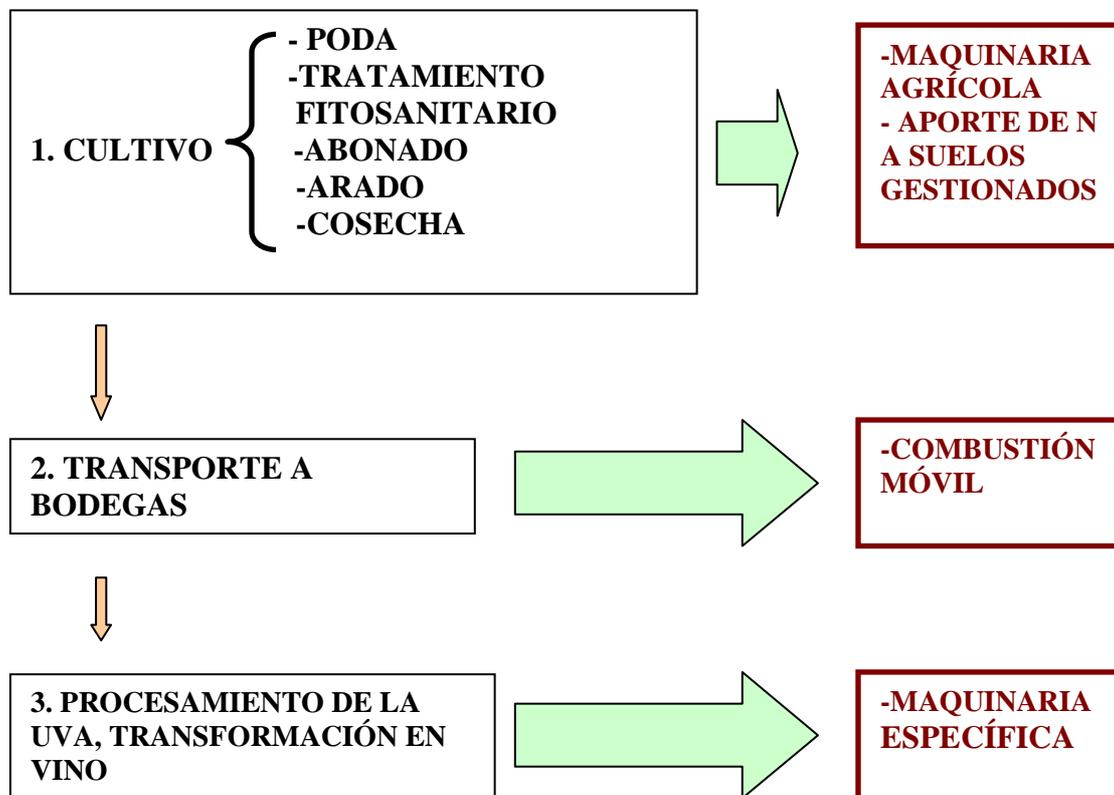 1. CULTIVO
- PODA
-TRATAMIENTO
FITOSANITARIO
-ABONADO
-ARADO
-COSECHA
-MAQUINARIA
AGRÍCOLA
- APORTE DE N
A SUELOS
GESTIONADOS
2. TRANSPORTE A
BODEGAS
-COMBUSTIÓN
MÓVIL
3. PROCESAMIENTO DE LA
UVA, TRANSFORMACIÓN EN
VINO
-MAQUINARIA
ESPECÍFICA